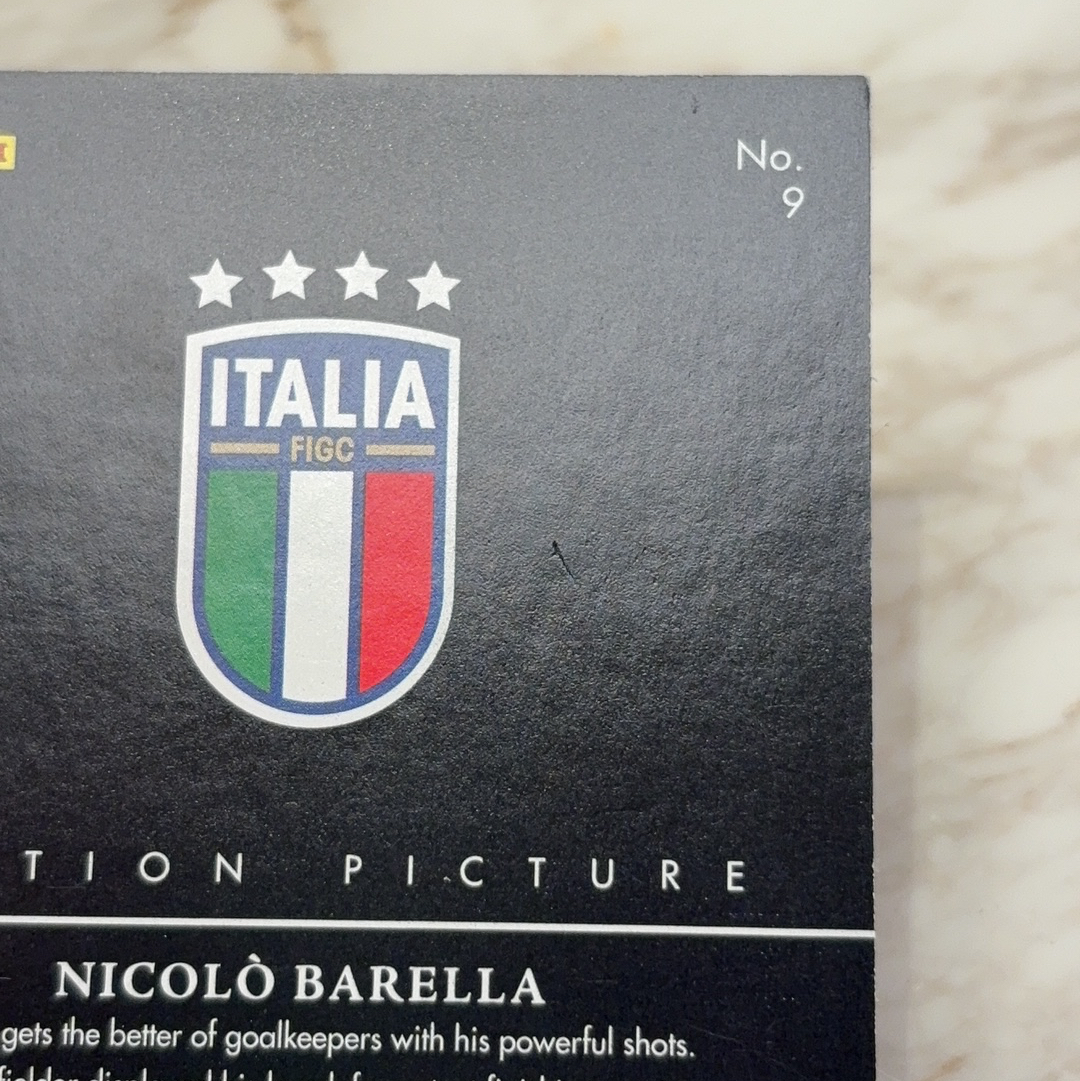 No.
9
ITALIA
FIGC
TION PICTURE
NICOLÒ BARELLA
gets the better of goalkeepers with his powerful shots.